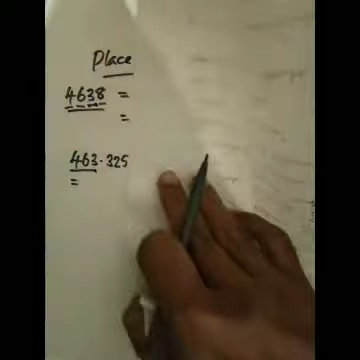 Place
4638 =
=
463.325
=